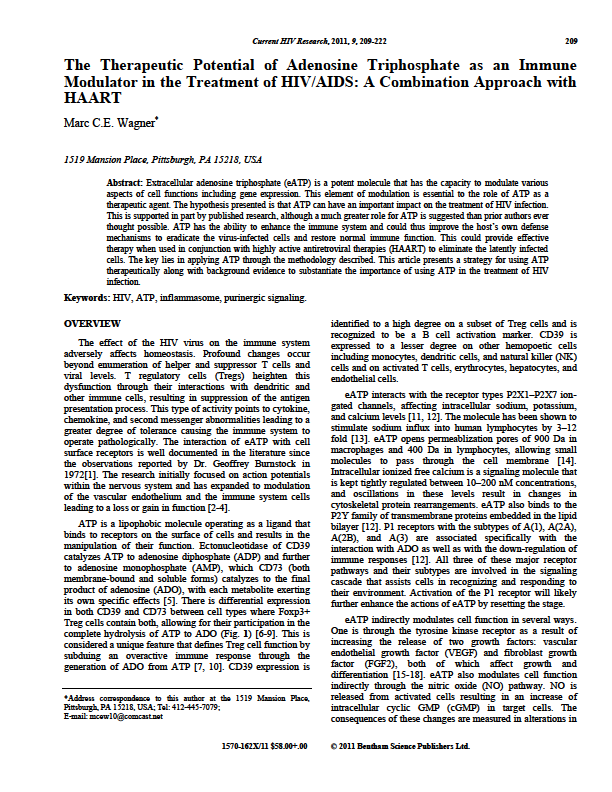 Current HIV Research, 2011, 9, 209-222
209
The Therapeutic Potential of Adenosine Triphosphate as an Immune
Modulator in the Treatment of HIV/AIDS: A Combination Approach with
HAART
Marc C.E. Wagner*
1519 Mansion Place, Pittsburgh, PA 15218, USA
Abstract: Extracellular adenosine triphosphate (eATP) is a potent molecule that has the capacity to modulate various
aspects of cell functions including gene expression. This element of modulation is essential to the role of ATP as a
therapeutic agent. The hypothesis presented is that ATP can have an important impact on the treatment of HIV infection.
This is supported in part by published research, although a much greater role for ATP is suggested than prior authors ever
thought possible. ATP has the ability to enhance the immune system and could thus improve the host's own defense
mechanisms to eradicate the virus-infected cells and restore normal immune function. This could provide effective
therapy when used in conjunction with highly active antiretroviral therapies (HAART) to eliminate the latently infected
cells. The key lies in applying ATP through the methodology described. This article presents a strategy for using ATP
therapeutically along with background evidence to substantiate the importance of using ATP in the treatment of HIV
infection.
Keywords: HIV, ATP, inflammasome, purinergic signaling.
OVERVIEW
The effect of the HIV virus on the immune system
adversely affects homeostasis. Profound changes occur
beyond enumeration of helper and suppressor T cells and
viral levels. T regulatory cells (Tregs) heighten this
dysfunction through their interactions with dendritic and
other immune cells, resulting in suppression of the antigen
presentation process. This type of activity points to cytokine,
chemokine, and second messenger abnormalities leading to a
greater degree of tolerance causing the immune system to
operate pathologically. The interaction of eATP with cell
surface receptors is well documented in the literature since
the observations reported by Dr. Geoffrey Burnstock in
1972[1]. The research initially focused on action potentials
within the nervous system and has expanded to modulation
of the vascular endothelium and the immune system cells
leading to a loss or gain in function [2-4].
ATP is a lipophobic molecule operating as a ligand that
binds to receptors on the surface of cells and results in the
manipulation of their function. Ectonucleotidase of CD39
catalyzes ATP to adenosine diphosphate (ADP) and further
to adenosine monophosphate (AMP), which CD73 (both
membrane-bound and soluble forms) catalyzes to the final
product of adenosine (ADO), with each metabolite exerting
its own specific effects [5]. There is differential expression
in both CD39 and CD73 between cell types where Foxp3+
Treg cells contain both, allowing for their participation in the
complete hydrolysis of ATP to ADO (Fig. 1) [6-9]. This is
considered a unique feature that defines Treg cell function by
subduing an overactive immune response through the
generation of ADO from ATP [7, 10]. CD39 expression is
*Address correspondence to this author at the 1519 Mansion Place,
Pittsburgh, PA 15218, USA; Tel: 412-445-7079;
E-mail: mcew10@comcast.net
identified to a high degree on a subset of Treg cells and is
recognized to be a B cell activation marker. CD39 is
expressed to a lesser degree on other hemopoetic cells
including monocytes, dendritic cells, and natural killer (NK)
cells and on activated T cells, erythrocytes, hepatocytes, and
endothelial cells.
eATP interacts with the receptor types P2X1–P2X7 ion-
gated channels, affecting intracellular sodium, potassium,
and calcium levels [11, 12]. The molecule has been shown to
stimulate sodium influx into human lymphocytes by 3–12
fold [13]. eATP opens permeablization pores of 900 Da in
macrophages and 400 Da in lymphocytes, allowing small
molecules to pass through the cell membrane [14].
Intracellular ionized free calcium is a signaling molecule that
is kept tightly regulated between 10–200 nM concentrations,
and oscillations in these levels result in changes in
cytoskeletal protein rearrangements. eATP also binds to the
P2Y family of transmembrane proteins embedded in the lipid
bilayer [12]. P1 receptors with the subtypes of A(1), A(2A),
A(2B), and A(3) are associated specifically with the
interaction with ADO as well as with the down-regulation of
immune responses [12]. All three of these major receptor
pathways and their subtypes are involved in the signaling
cascade that assists cells in recognizing and responding to
their environment. Activation of the P1 receptor will likely
further enhance the actions of eATP by resetting the stage.
eATP indirectly modulates cell function in several ways.
One is through the tyrosine kinase receptor as a result of
increasing the release of two growth factors: vascular
endothelial growth factor (VEGF) and fibroblast growth
factor (FGF2), both of which affect growth and
differentiation [15-18]. eATP also modulates cell function
indirectly through the nitric oxide (NO) pathway. NO is
released from activated cells resulting in an increase of
intracellular cyclic GMP (cGMP) in target cells. The
consequences of these changes are measured in alterations in
1570-162X/11 $58.00+.00
© 2011 Bentham Science Publishers Ltd.